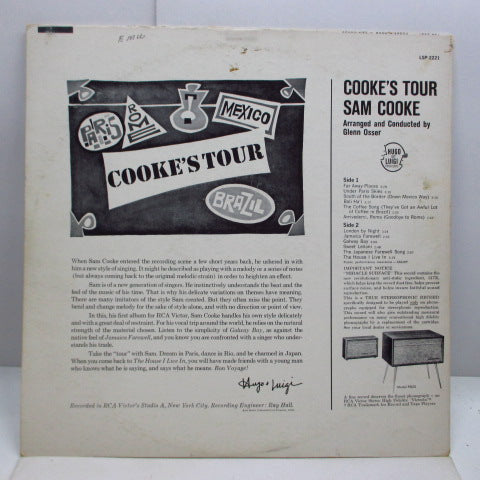 LSP 2221
PARIS
ROME
MEXICO
COOKE'S TOUR
BRAZIL
COOKE'S TOUR
SAM COOKE
Arranged and Conducted by
Glenn Osser
HUGO
&
LUIGI
Side 1
Far Away Places
Under Paris Skies
South of the Border (Down Mexico Way)
Bali Ha'i
The Coffee Song (They've Got an Awful Lot
of Coffee in Brazil)
Arrivederci, Roma (Goodbye to Rome)
Side 2
London by Night
Jamaica Farewell
Galway Bay
Sweet Leilani
The Japanese Farewell Song
The House I Live In
IMPORTANT NOTICE
When Sam Cooke entered the recording scene a few short years back, he ushered in with
him a new style of singing. It might be described as playing with a melody or a series of notes
(but always coming back to the original melodic strain) in order to heighten an effect.
Sam is of a new generation of singers. He instinctively understands the beat and the
feel of the music of his time. That is why his delicate variations on themes have meaning.
There are many imitators of the style Sam created. But they often miss the point. They
bend and change melody for the sake of style alone, and with no direction or point of view.
In this, his first album for RCA Victor, Sam Cooke handles his own style delicately
and with a great deal of restraint. For his vocal trip around the world, he relies on the natural
strength of the material chosen. Listen to the simplicity of Galway Bay, as against the
native feel of Jamaica Farewell, and you know you are confronted with a singer who under-
stands his trade.
Take the "tour" with Sam. Dream in Paris, dance in Rio, and be charmed in Japan.
When you come back to The House I Live In, you will have made friends with a young man
who knows what he is saying, and says what he means. Bon Voyage!
Hugo & Luigi
Recorded in RCA Victor's Studio A, New York City. Recording Engineer: Ray Hall.